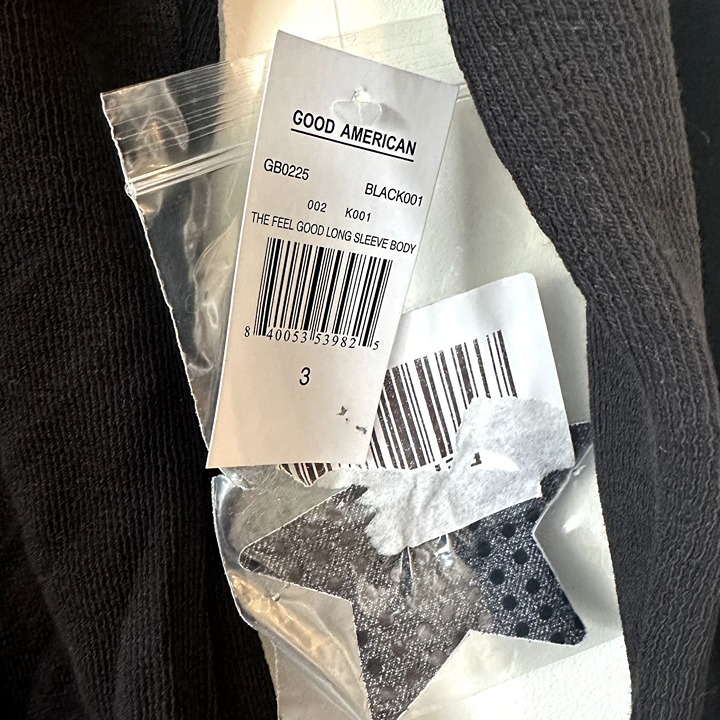 GOOD AMERICAN
GB0225
BLACK001
002 K001
THE FEEL GOOD LONG SLEEVE BODY
8 40053 53982 5
3